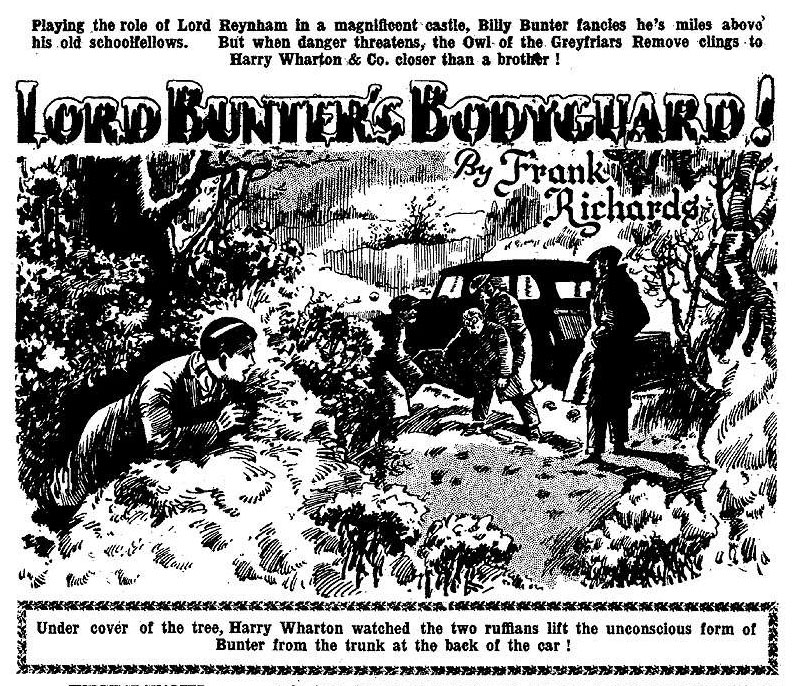 Playing the role of Lord Reynham in a magnificent castle, Billy Bunter fancies he's miles above
his old schoolfellows. But when danger threatens, the Owl of the Greyfriars Remove clings to
Harry Wharton & Co. closer than a brother !
LORD BUNTER'S BODYGUARD!
By Frank
Richards
Under cover of the tree, Harry Wharton watched the two ruffians lift the unconscious form of
Bunter from the trunk at the back of the car !